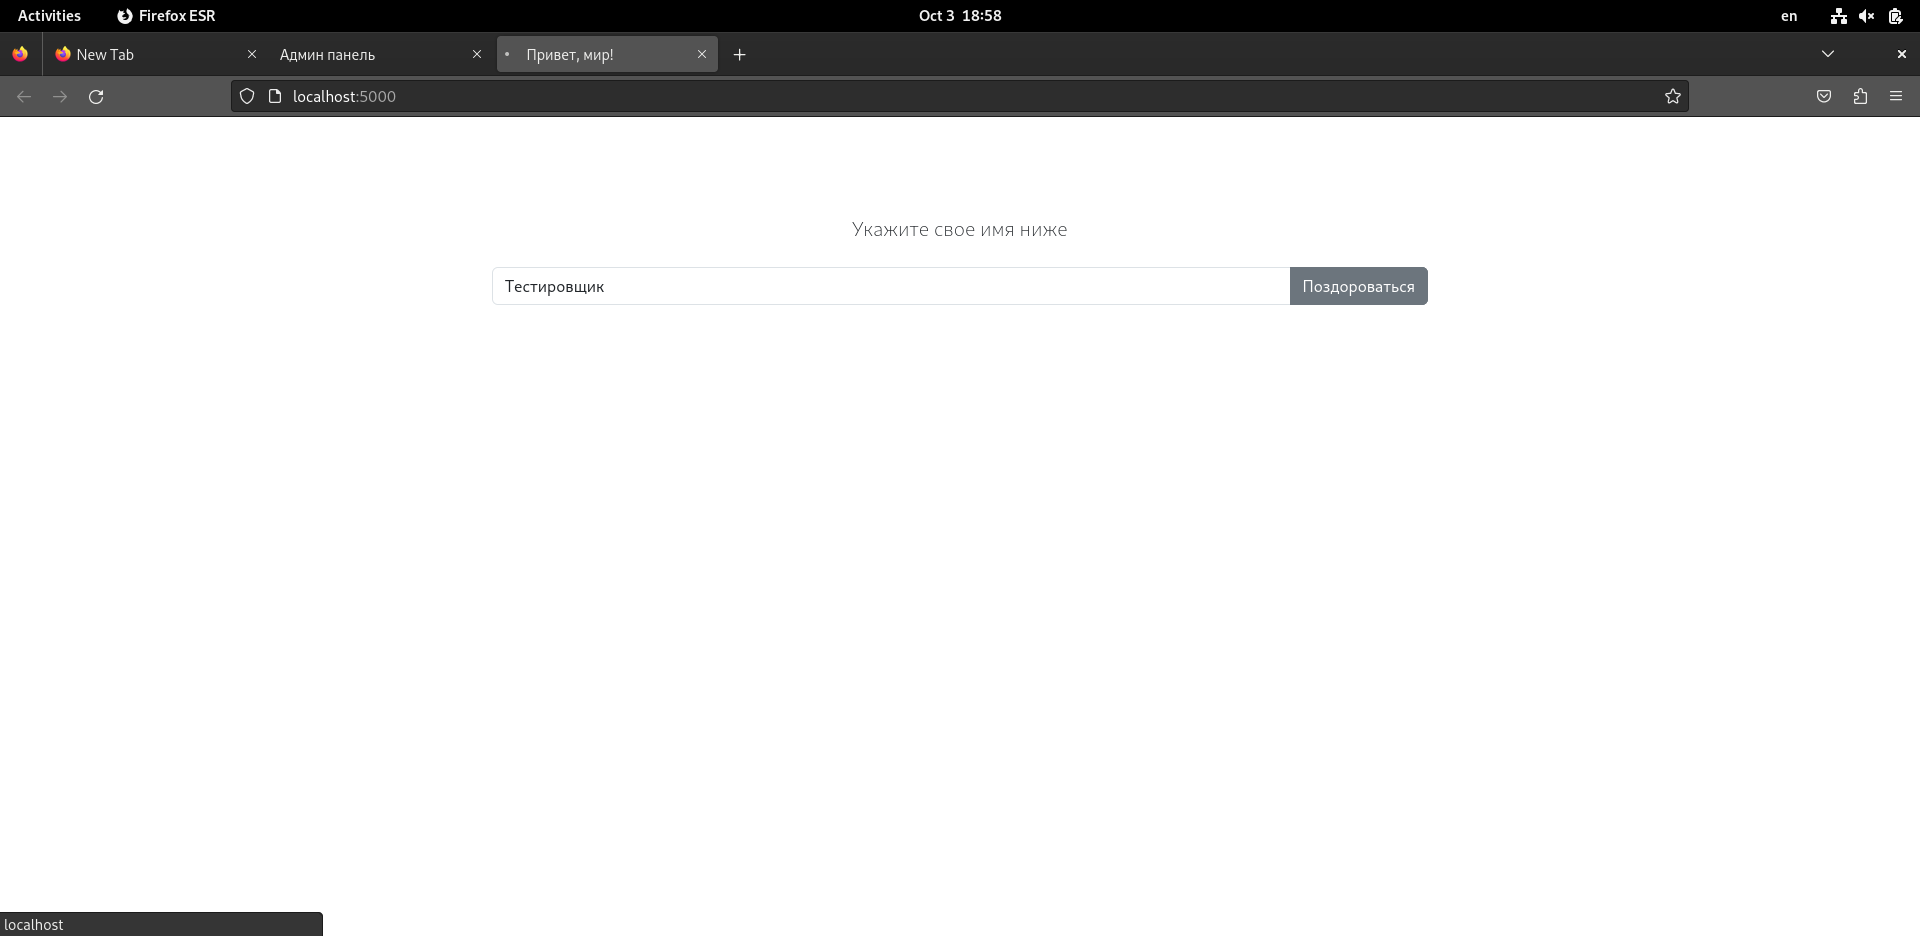 Activities Firefox ESR Oct 3 18:58 en
New Tab Админ панель Привет, мир!
localhost:5000
Укажите свое имя ниже
Тестировщик Поздороваться
localhost